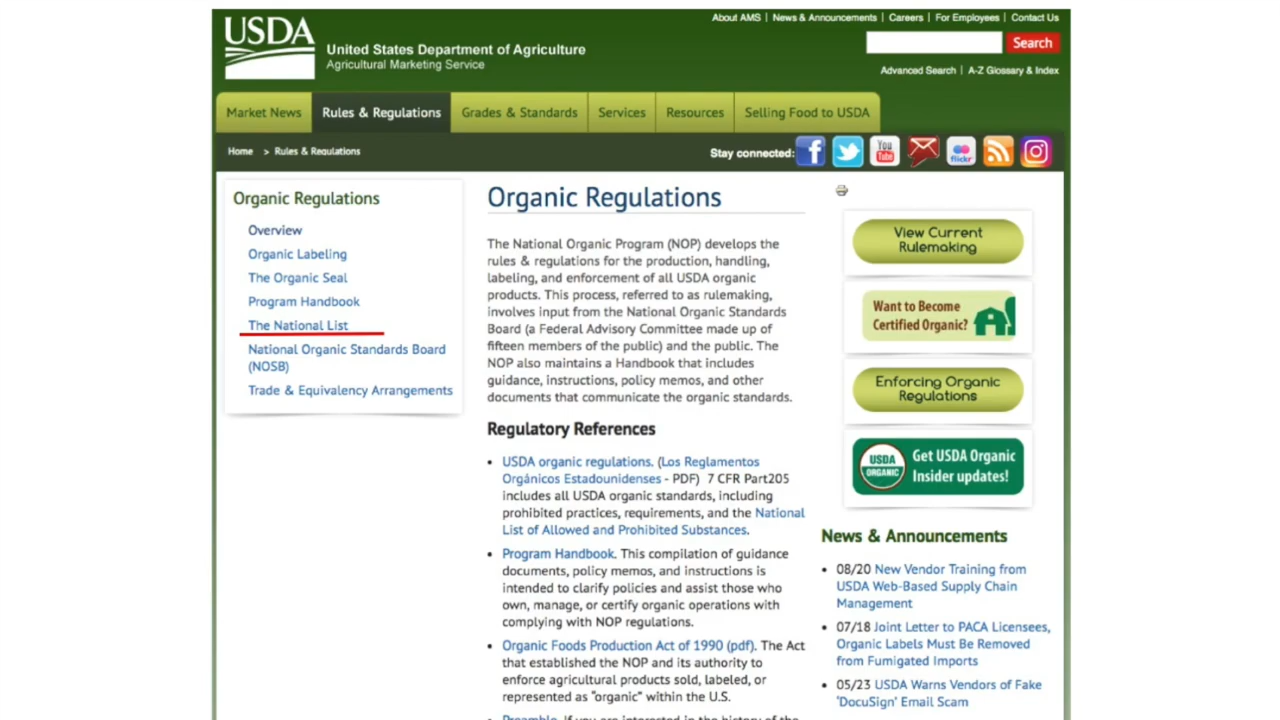 USDA
United States Department of Agriculture
Agricultural Marketing Service
About AMS | News & Announcements | Careers | For Employees | Contact Us
Search
Advanced Search | A-Z Glossary & Index
Market News
Rules & Regulations
Grades & Standards
Services
Resources
Selling Food to USDA
Home > Rules & Regulations
Stay connected:
You
Tube
flickr
Organic Regulations
Overview
Organic Labeling
The Organic Seal
Program Handbook
The National List
National Organic Standards Board
(NOSB)
Trade & Equivalency Arrangements
Organic Regulations
The National Organic Program (NOP) develops the
rules & regulations for the production, handling,
labeling, and enforcement of all USDA organic
products. This process, referred to as rulemaking,
involves input from the National Organic Standards
Board (a Federal Advisory Committee made up of
fifteen members of the public) and the public. The
NOP also maintains a Handbook that includes
guidance, instructions, policy memos, and other
documents that communicate the organic standards.
Regulatory References
• USDA organic regulations. (Los Reglamentos
Orgánicos Estadounidenses - PDF) 7 CFR Part205
includes all USDA organic standards, including
prohibited practices, requirements, and the National
List of Allowed and Prohibited Substances.
• Program Handbook. This compilation of guidance
documents, policy memos, and instructions is
intended to clarify policies and assist those who
own, manage, or certify organic operations with
complying with NOP regulations.
• Organic Foods Production Act of 1990 (pdf). The Act
that established the NOP and its authority to
enforce agricultural products sold, labeled, or
represented as “organic” within the U.S.
Preamble. If you are interested in the history of the
View Current
Rulemaking
Want to Become
Certified Organic?
Enforcing Organic
Regulations
USDA
ORGANIC
Get USDA Organic
Insider updates!
News & Announcements
• 08/20 New Vendor Training from
USDA Web-Based Supply Chain
Management
• 07/18 Joint Letter to PACA Licensees,
Organic Labels Must Be Removed
from Fumigated Imports
• 05/23 USDA Warns Vendors of Fake
‘DocuSign’ Email Scam